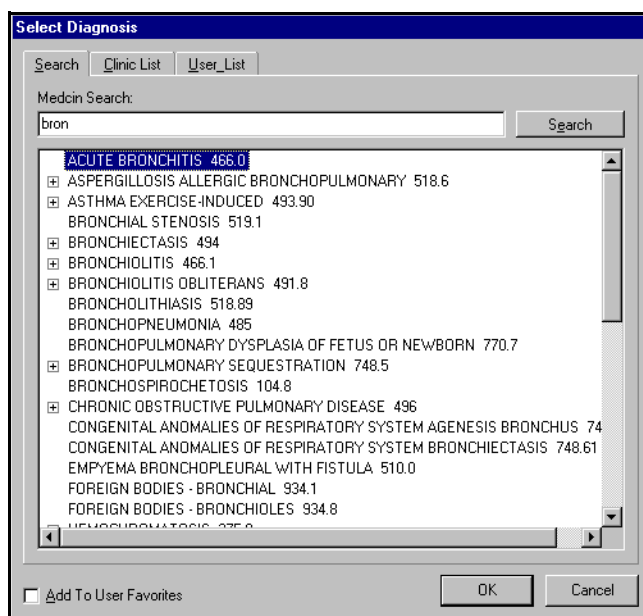 Select Diagnosis
Search Clinic List User_List
Medcin Search:
bron Search
ACUTE BRONCHITIS 466.0
ASPERGILLOSIS ALLERGIC BRONCHOPULMONARY 518.6
ASTHMA EXERCISE-INDUCED 493.90
BRONCHIAL STENOSIS 519.1
BRONCHIECTASIS 494
BRONCHIOLITIS 466.1
BRONCHIOLITIS OBLITERANS 491.8
BRONCHOLITHIASIS 518.89
BRONCHOPNEUMONIA 485
BRONCHOPULMONARY DYSPLASIA OF FETUS OR NEWBORN 770.7
BRONCHOPULMONARY SEQUESTRATION 748.5
BRONCHOSPIROCHETOSIS 104.8
CHRONIC OBSTRUCTIVE PULMONARY DISEASE 496
CONGENITAL ANOMALIES OF RESPIRATORY SYSTEM AGENESIS BRONCHUS 74
CONGENITAL ANOMALIES OF RESPIRATORY SYSTEM BRONCHIECTASIS 748.61
EMPYEMA BRONCHOPLEURAL WITH FISTULA 510.0
FOREIGN BODIES - BRONCHIAL 934.1
FOREIGN BODIES - BRONCHIOLES 934.8
Add To User Favorites OK Cancel